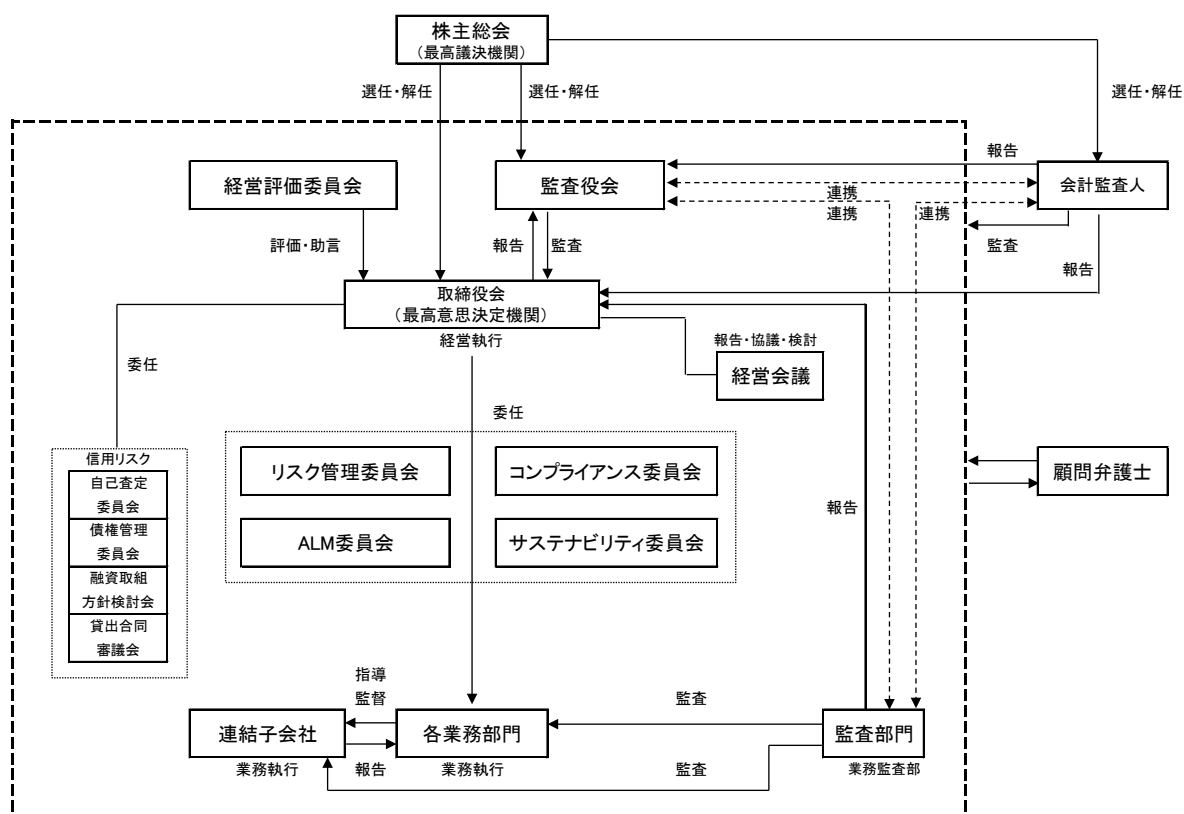 株主総会
（最高議決機関）
選任・解任
選任・解任
選任・解任
経営評価委員会
監査役会
報告
会計監査人
連携
連携
連携
評価・助言
報告
監査
監査
報告
取締役会
（最高意思決定機関）
経営執行
報告・協議・検討
経営会議
委任
委任
信用リスク
自己査定
委員会
債権管理
委員会
融資取組
方針検討会
貸出合同
審議会
リスク管理委員会
コンプライアンス委員会
ALM委員会
サステナビリティ委員会
報告
顧問弁護士
指導
監督
監査
連結子会社
各業務部門
監査部門
業務執行
報告
業務執行
監査
業務監査部